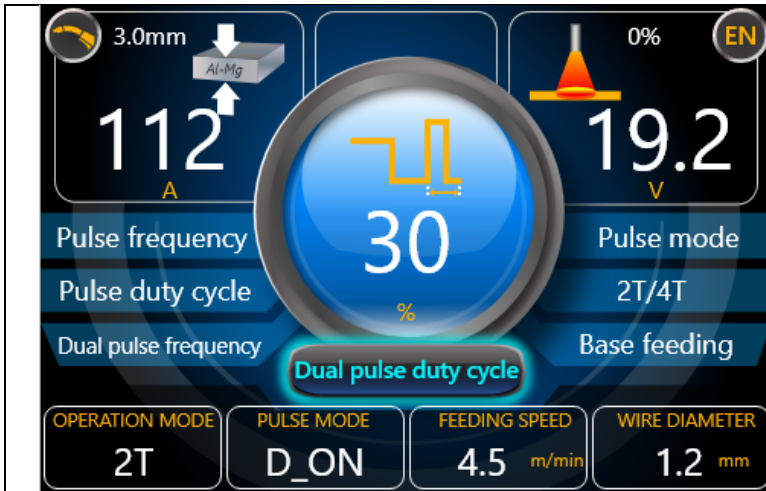 3.0mm
0%
EN
Al-Mg
112
A
19.2
V
30
%
Pulse frequency
Pulse mode
Pulse duty cycle
2T/4T
Dual pulse frequency
Base feeding
Dual pulse duty cycle
OPERATION MODE
PULSE MODE
FEEDING SPEED
WIRE DIAMETER
2T
D_ON
4.5 m/min
1.2 mm